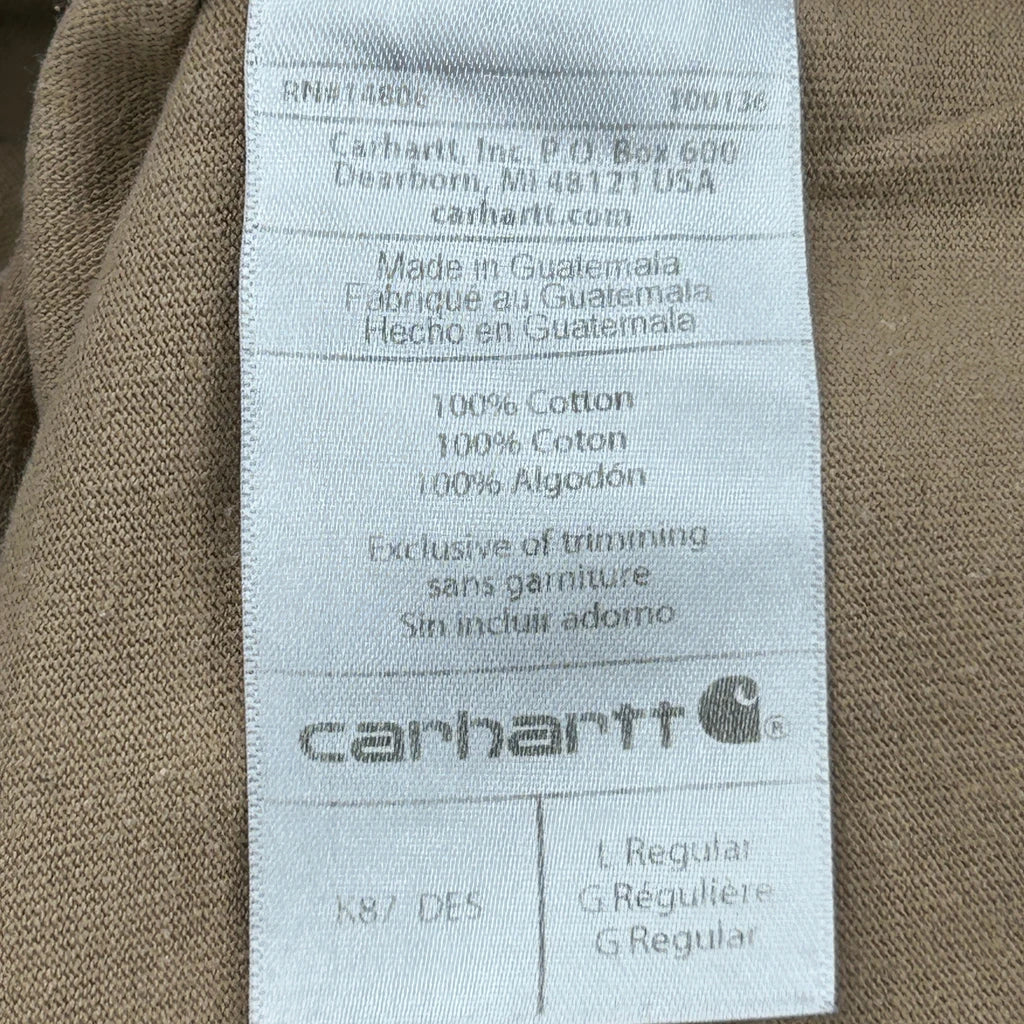 RN#14806 100136
Carhartt, Inc. P.O. Box 600
Dearborn, MI 48121 USA
carhartt.com
Made in Guatemala
Fabriqué au Guatemala
Hecho en Guatemala
100% Cotton
100% Coton
100% Algodón
Exclusive of trimming
sans garniture
Sin incluir adorno
carhartt ®
K87 DES
L Regular
G Régulière
G Regular